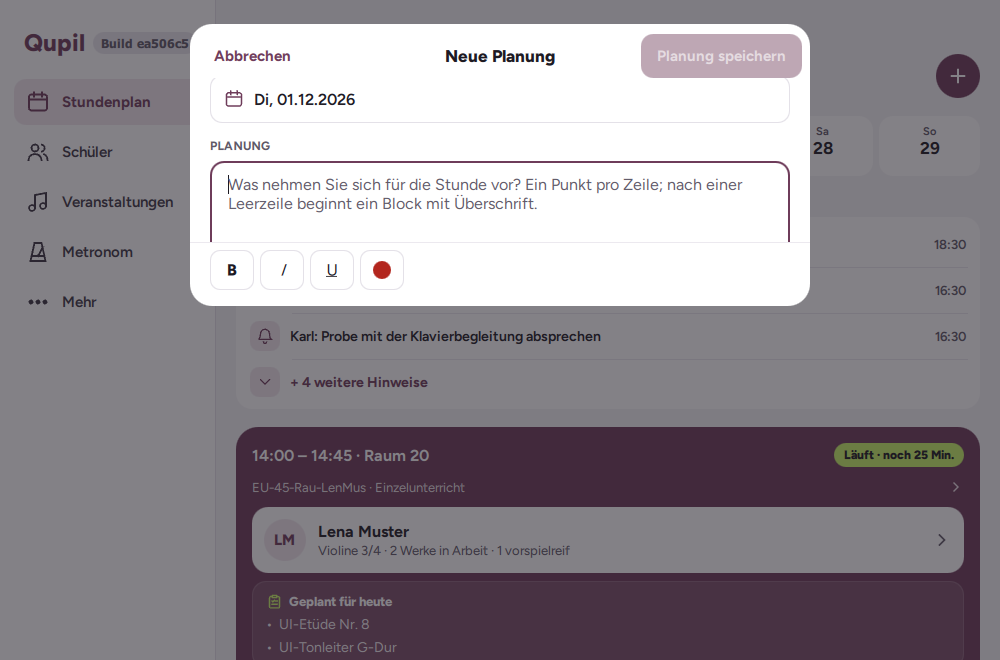 Qupil
Build ea506c5
Stundenplan
Schüler
Veranstaltungen
Metronom
Mehr
Abbrechen
Neue Planung
Planung speichern
Di, 01.12.2026
PLANUNG
Was nehmen Sie sich für die Stunde vor? Ein Punkt pro Zeile; nach einer
Leerzeile beginnt ein Block mit Überschrift.
B
I
U
Sa
28
So
29
18:30
16:30
Karl: Probe mit der Klavierbegleitung absprechen
16:30
+ 4 weitere Hinweise
14:00 – 14:45 · Raum 20
Läuft · noch 25 Min.
EU-45-Rau-LenMus · Einzelunterricht
LM
Lena Muster
Violine 3/4 · 2 Werke in Arbeit · 1 vorspielreif
Geplant für heute
• UI-Etüde Nr. 8
• UI-Tonleiter G-Dur